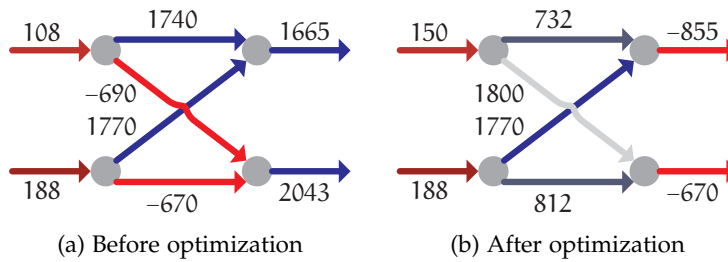 108 1740 1665
-690
1770
188 -670 2043
(a) Before optimization
150 732 -855
1800
1770
188 812 -670
(b) After optimization